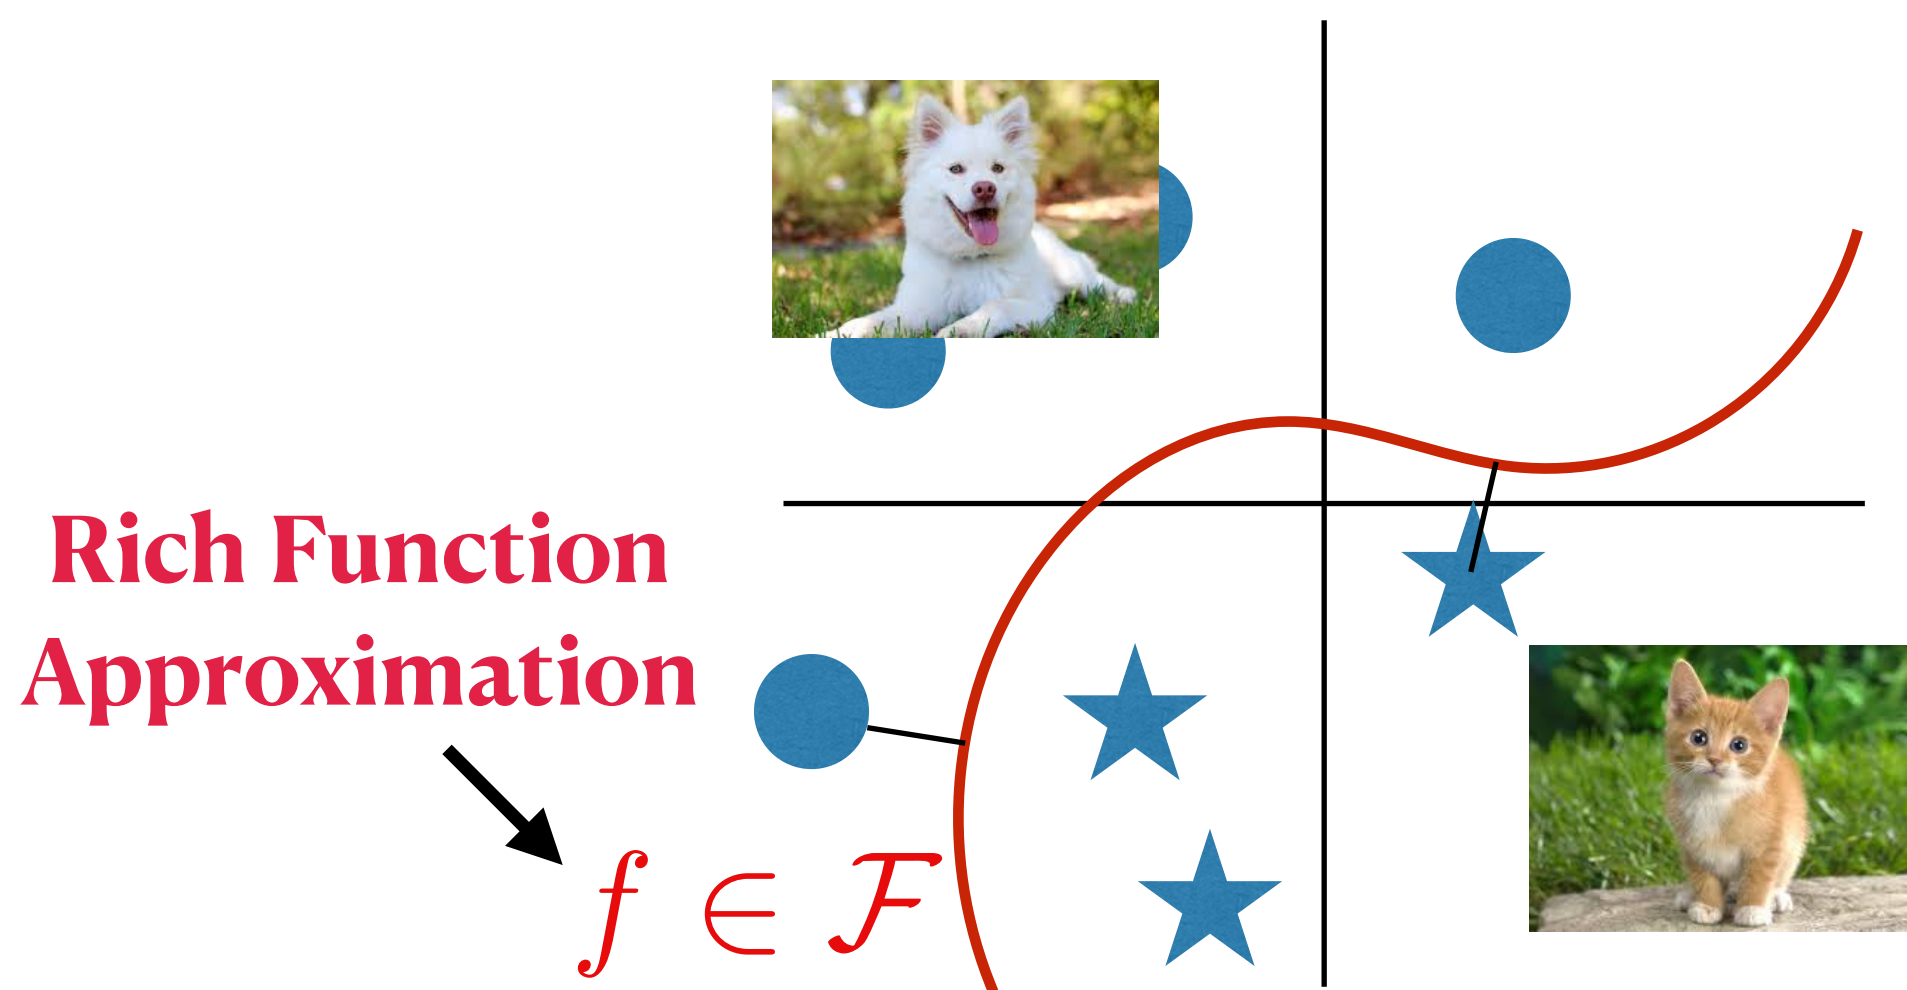 Rich Function
Approximation
f ∈ ℱ